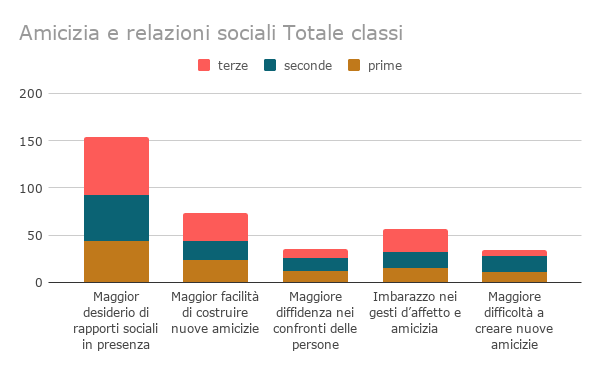 Amicizia e relazioni sociali Totale classi
terze seconde prime
200
150
100
50
0
Maggior
desiderio di
rapporti sociali
in presenza
Maggior facilità
di costruire
nuove amicizie
Maggiore
diffidenza nei
confronti delle
persone
Imbarazzo nei
gesti d’affetto e
amicizia
Maggiore
difficoltà a
creare nuove
amicizie